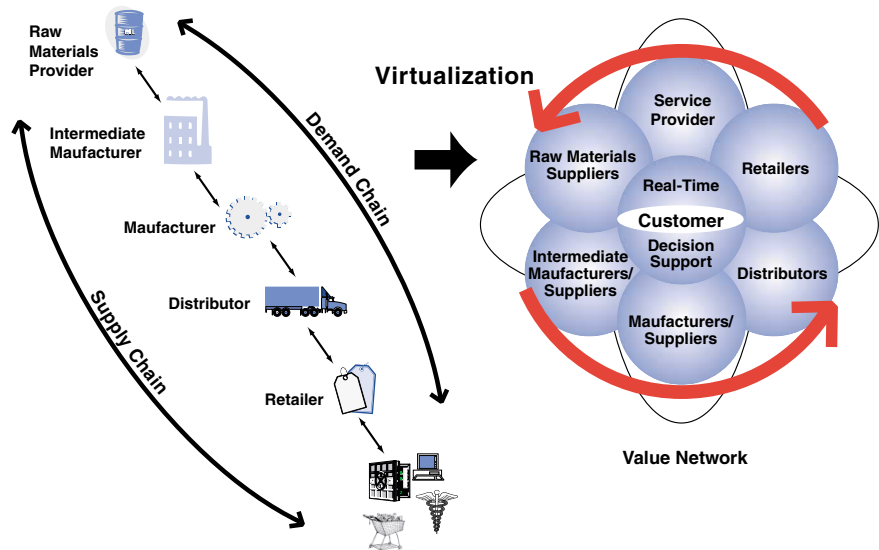 Raw
Materials
Provider
Intermediate
Maufacturer
Maufacturer
Distributor
Retailer
Supply Chain
Demand Chain
Virtualization
Service
Provider
Raw Materials
Suppliers
Retailers
Real-Time
Customer
Decision
Support
Intermediate
Maufacturers/
Suppliers
Distributors
Maufacturers/
Suppliers
Value Network